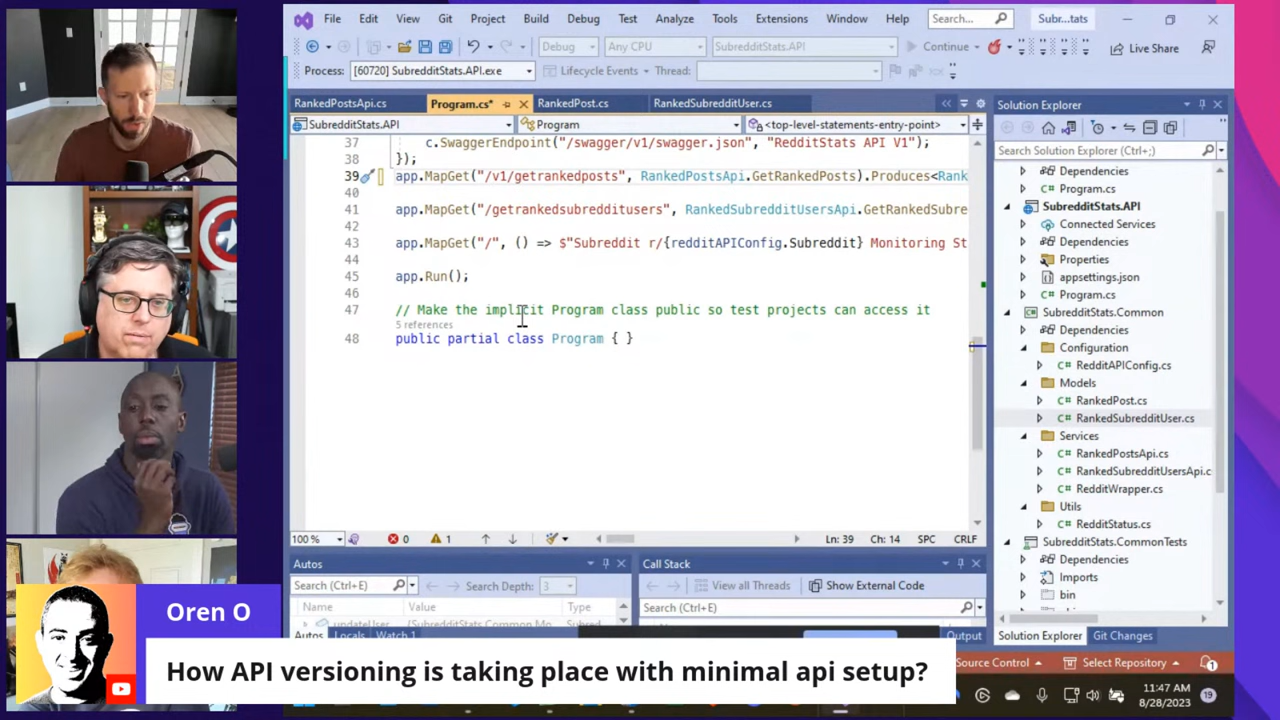 File Edit View Git Project Build Debug Test Analyze Tools Extensions Window Help Search... Subr...tats
Debug Any CPU SubredditStats.API Continue Live Share
Process: [60720] SubredditStats.API.exe Lifecycle Events Thread:
RankedPostsApi.cs Program.cs* RankedPost.cs RankedSubredditUser.cs
SubredditStats.API Program <top-level-statements-entry-point>
37 c.SwaggerEndpoint("/swagger/v1/swagger.json", "RedditStats API V1");
38 });
39 app.MapGet("/v1/getrankedposts", RankedPostsApi.GetRankedPosts).Produces<Rank
40
41 app.MapGet("/getrankedsubredditusers", RankedSubredditUsersApi.GetRankedSubre
42
43 app.MapGet("/", () => $"Subreddit r/{redditAPIConfig.Subreddit} Monitoring St
44
45 app.Run();
46
47 // Make the implicit Program class public so test projects can access it
5 references
48 public partial class Program { }
100 % 0 1 Ln: 39 Ch: 14 SPC CRLF
Autos
Search (Ctrl+E) Search Depth: 3
Name Value Type
Autos Locals Watch 1
Call Stack
View all Threads Show External Code
Search (Ctrl+E)
Output
Solution Explorer
Search Solution Explorer (Ctrl+;)
Dependencies
Program.cs
SubredditStats.API
Connected Services
Dependencies
Properties
appsettings.json
Program.cs
SubredditStats.Common
Dependencies
Configuration
RedditAPIConfig.cs
Models
RankedPost.cs
RankedSubredditUser.cs
Services
RankedPostsApi.cs
RankedSubredditUsersApi.c
RedditWrapper.cs
Utils
RedditStatus.cs
SubredditStats.CommonTests
Dependencies
Imports
bin
Solution Explorer Git Changes
Source Control Select Repository 1
11:47 AM
8/28/2023
19
Oren O
How API versioning is taking place with minimal api setup?